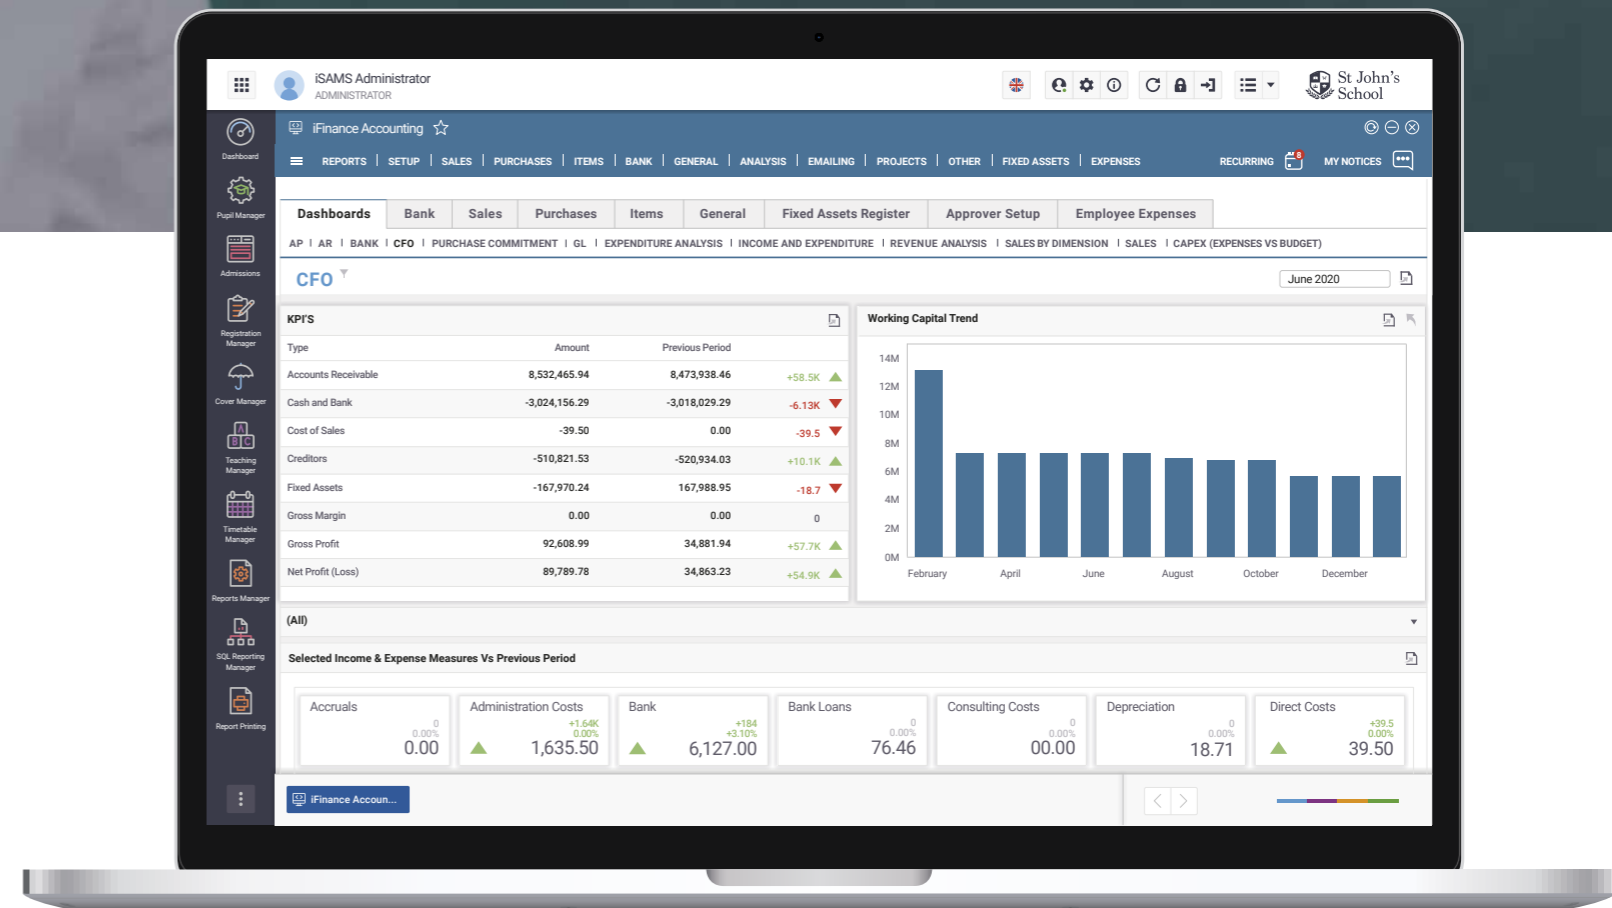 iSAMS Administrator
ADMINISTRATOR
St John's
School
iFinance Accounting
REPORTS SETUP SALES PURCHASES ITEMS BANK GENERAL ANALYSIS EMAILING PROJECTS OTHER FIXED ASSETS EXPENSES RECURRING 8 MY NOTICES
Dashboard
Pupil Manager
Admissions
Registration
Manager
Cover Manager
A
B C
Teaching
Manager
Timetable
Manager
Reports Manager
SQL Reporting
Manager
Report Printing
Dashboards Bank Sales Purchases Items General Fixed Assets Register Approver Setup Employee Expenses
AP | AR | BANK | CFO | PURCHASE COMMITMENT | GL | EXPENDITURE ANALYSIS | INCOME AND EXPENDITURE | REVENUE ANALYSIS | SALES BY DIMENSION | SALES | CAPEX (EXPENSES VS BUDGET)
CFO June 2020
KPI'S
Type Amount Previous Period
Accounts Receivable 8,532,465.94 8,473,938.46 +58.5K
Cash and Bank -3,024,156.29 -3,018,029.29 -6.13K
Cost of Sales -39.50 0.00 -39.5
Creditors -510,821.53 -520,934.03 +10.1K
Fixed Assets -167,970.24 167,988.95 -18.7
Gross Margin 0.00 0.00 0
Gross Profit 92,608.99 34,881.94 +57.7K
Net Profit (Loss) 89,789.78 34,863.23 +54.9K
Working Capital Trend
14M
12M
10M
8M
6M
4M
2M
0M
February April June August October December
(All)
Selected Income & Expense Measures Vs Previous Period
Accruals
0
0.00%
0.00
Administration Costs
+1.64K
0.00%
1,635.50
Bank
+184
+3.10%
6,127.00
Bank Loans
0
0.00%
76.46
Consulting Costs
0
0.00%
00.00
Depreciation
0
0.00%
18.71
Direct Costs
+39.5
0.00%
39.50
iFinance Accoun...